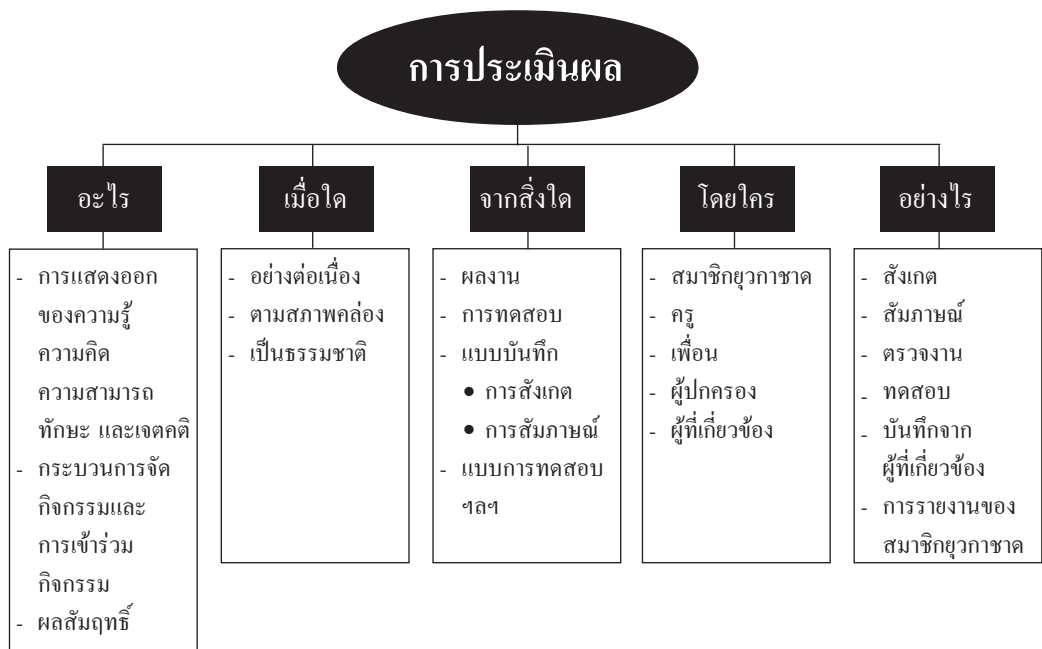 การประเมินผล
อะไร
- การแสดงออก
ของความรู้
ความคิด
ความสามารถ
ทักษะ และเจตคติ
- กระบวนการจัด
กิจกรรมและ
การเข้าร่วม
กิจกรรม
- ผลสัมฤทธิ์
เมื่อใด
- อย่างต่อเนื่อง
- ตามสภาพคล่อง
- เป็นธรรมชาติ
จากสิ่งใด
- ผลงาน
- การทดสอบ
- แบบบันทึก
● การสังเกต
● การสัมภาษณ์
- แบบการทดสอบ
ฯลฯ
โดยใคร
- สมาชิกยุวกาชาด
- ครู
- เพื่อน
- ผู้ปกครอง
- ผู้ที่เกี่ยวข้อง
อย่างไร
- สังเกต
- สัมภาษณ์
- ตรวจงาน
- ทดสอบ
- บันทึกจาก
ผู้ที่เกี่ยวข้อง
- การรายงานของ
สมาชิกยุวกาชาด